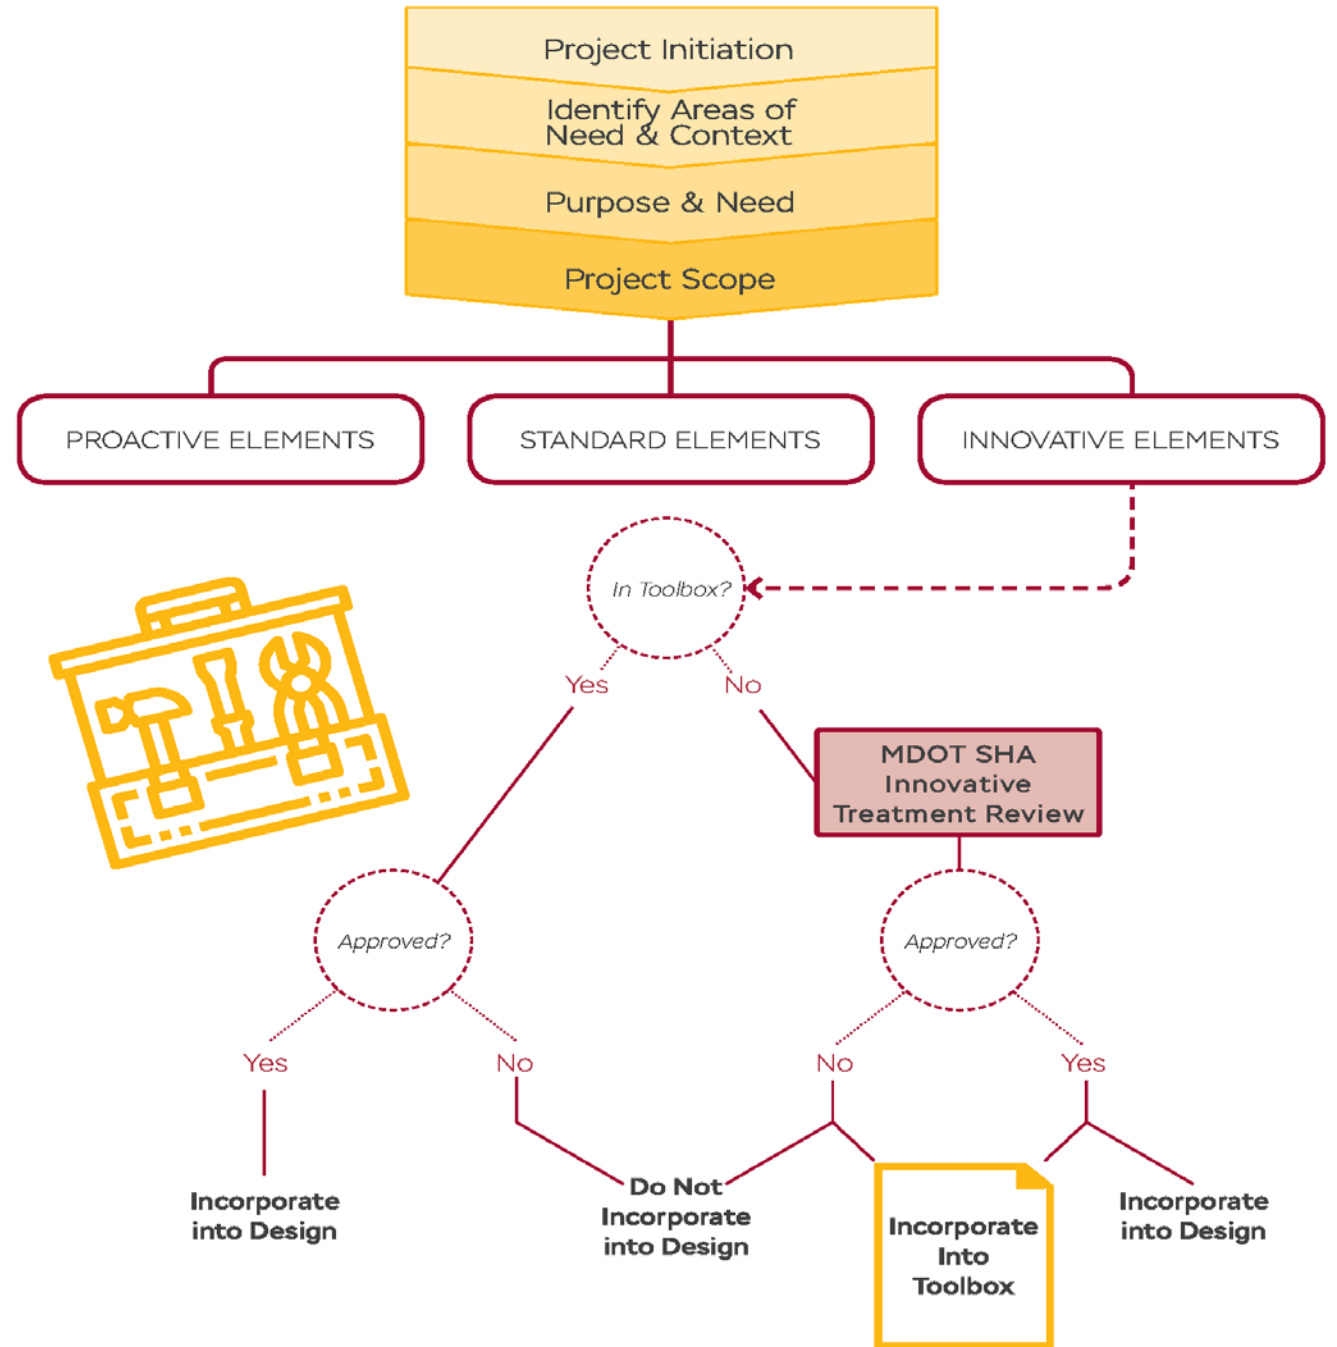 Project Initiation
Identify Areas of
Need & Context
Purpose & Need
Project Scope
PROACTIVE ELEMENTS
STANDARD ELEMENTS
INNOVATIVE ELEMENTS
In Toolbox?
Yes
No
MDOT SHA
Innovative
Treatment Review
Approved?
Approved?
Yes
No
No
Yes
Incorporate
into Design
Do Not
Incorporate
into Design
Incorporate
Into
Toolbox
Incorporate
into Design